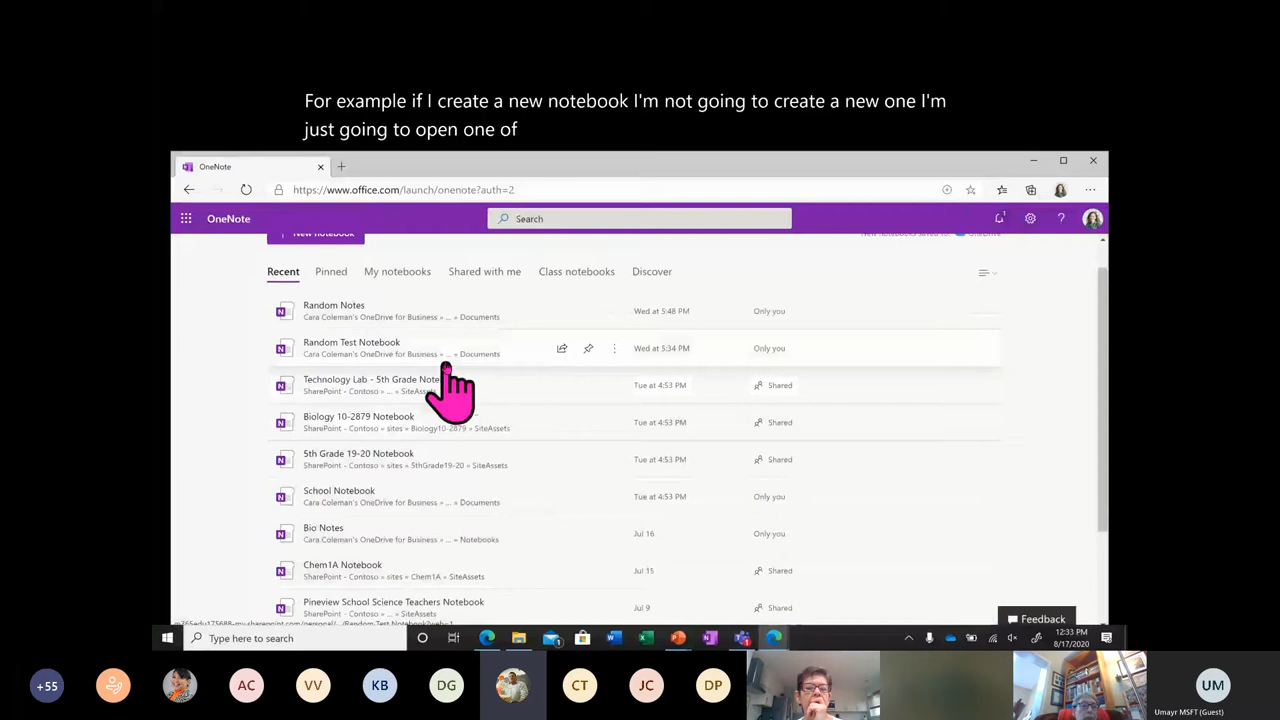 For example if I create a new notebook I'm not going to create a new one I'm
just going to open one of
OneNote
https://www.office.com/launch/onenote?auth=2
OneNote
Search
New notebook
New notebooks saved to: OneDrive
Recent Pinned My notebooks Shared with me Class notebooks Discover
Random Notes
Cara Coleman's OneDrive for Business » ... » Documents
Wed at 5:48 PM Only you
Random Test Notebook
Cara Coleman's OneDrive for Business » ... » Documents
Wed at 5:34 PM Only you
Technology Lab - 5th Grade Note
SharePoint - Contoso » ... » SiteAs
Tue at 4:53 PM Shared
Biology 10-2879 Notebook
SharePoint - Contoso » sites » Biology10-2879 » SiteAssets
Tue at 4:53 PM Shared
5th Grade 19-20 Notebook
SharePoint - Contoso » sites » 5thGrade19-20 » SiteAssets
Tue at 4:53 PM Shared
School Notebook
Cara Coleman's OneDrive for Business » ... » Documents
Tue at 4:53 PM Only you
Bio Notes
Cara Coleman's OneDrive for Business » ... » Notebooks
Jul 16 Only you
Chem1A Notebook
SharePoint - Contoso » sites » Chem1A » SiteAssets
Jul 15 Shared
Pineview School Science Teachers Notebook
SharePoint - Contoso » ... » SiteAssets
Jul 9 Shared
Feedback
Type here to search
12:33 PM
8/17/2020
+55 AC VV KB DG CT JC DP UM
Umayr MSFT (Guest)